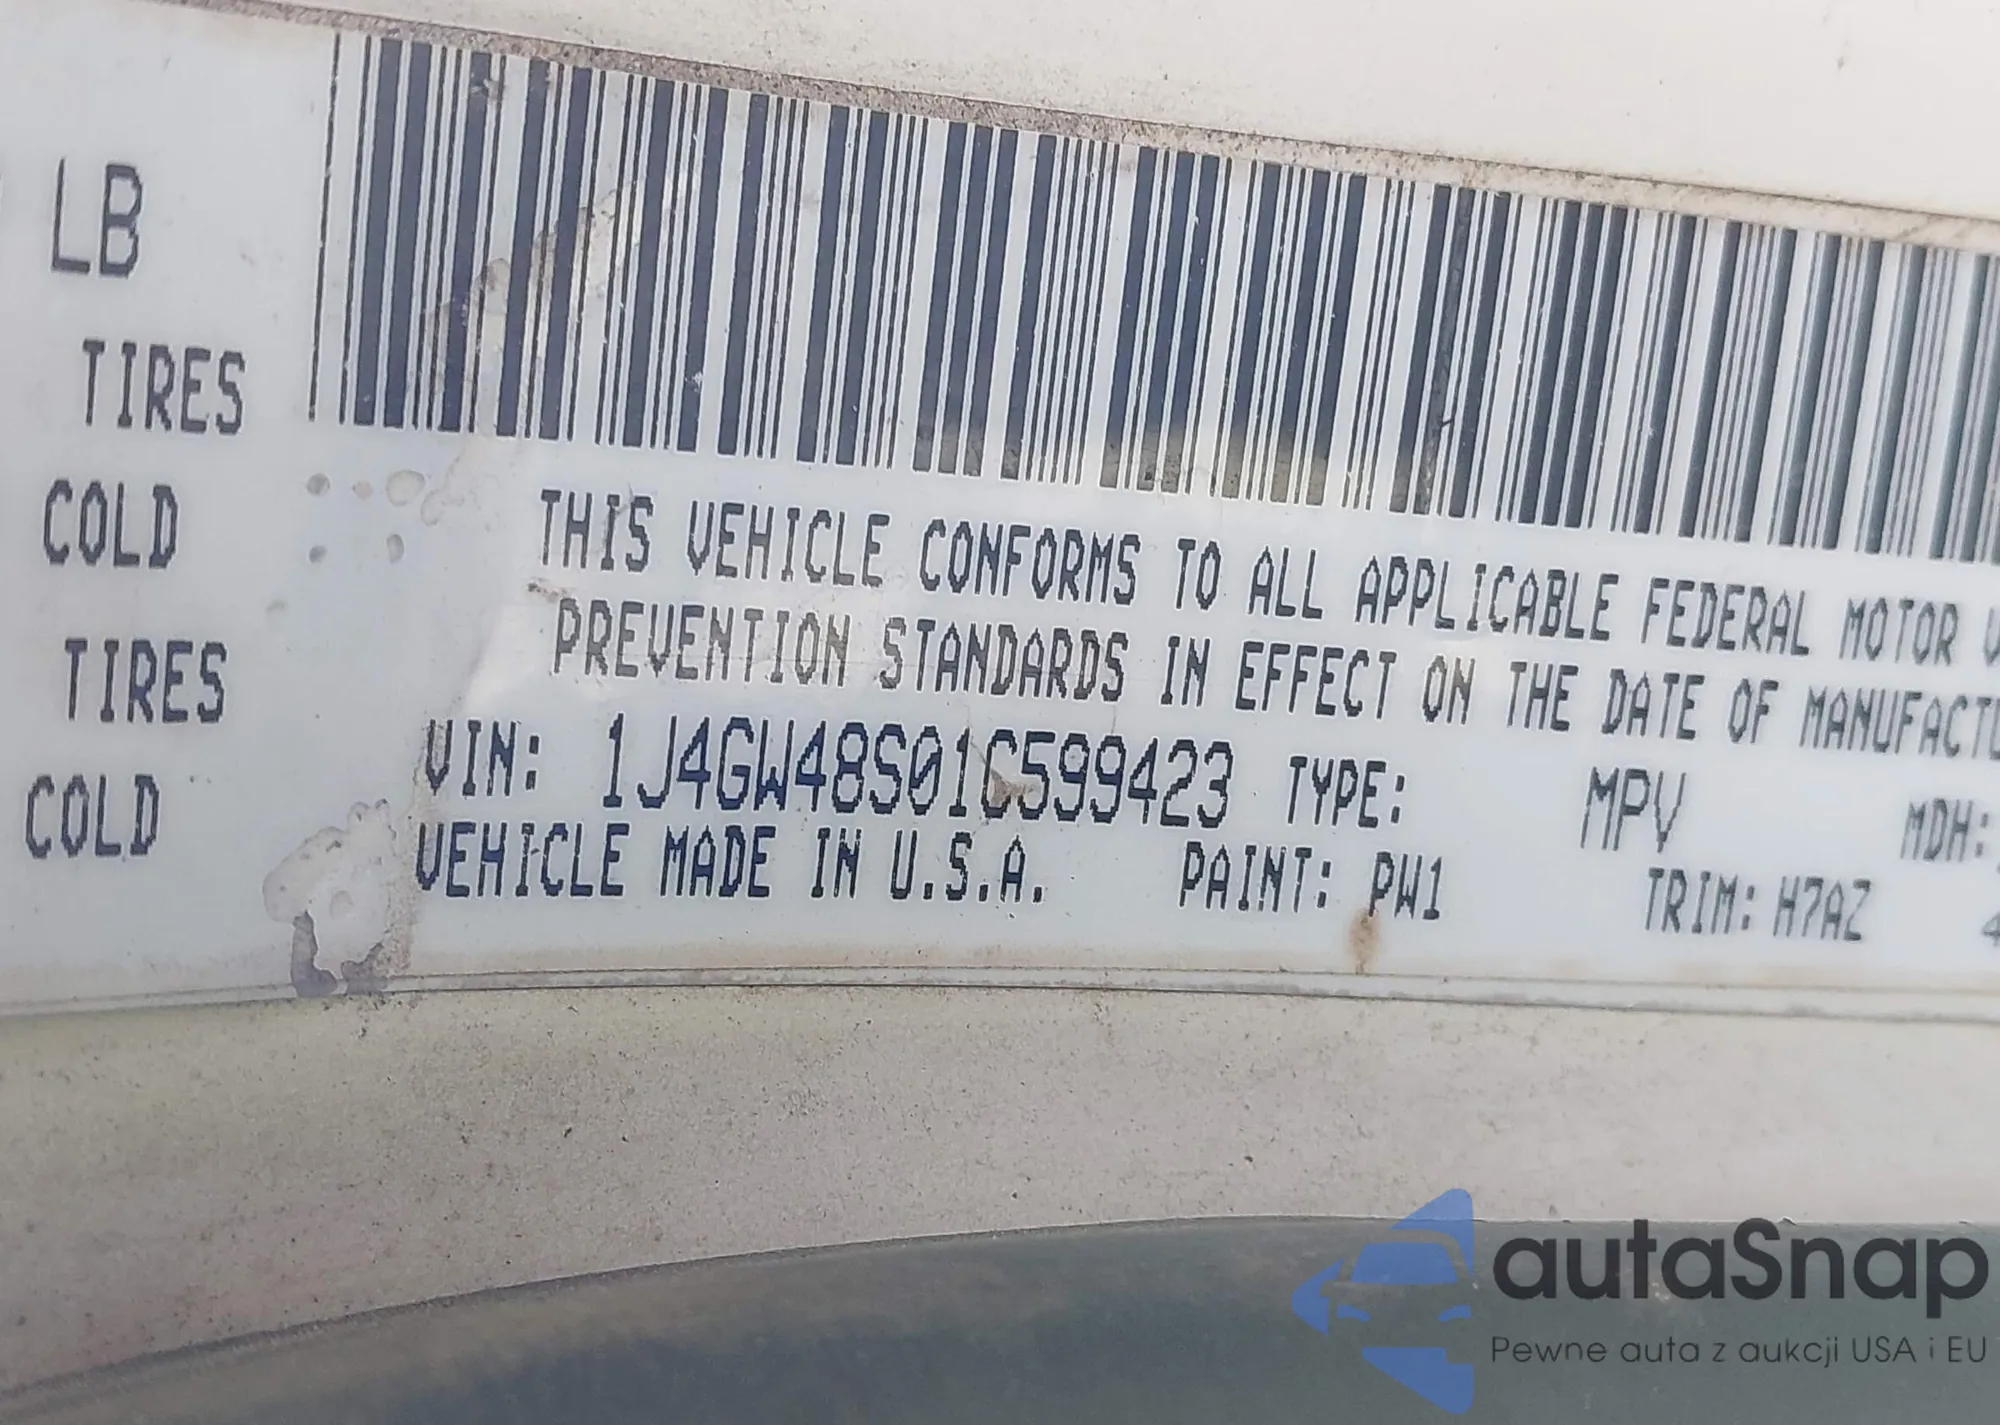 LB
TIRES
COLD
TIRES
COLD
THIS VEHICLE CONFORMS TO ALL APPLICABLE FEDERAL MOTOR V
PREVENTION STANDARDS IN EFFECT ON THE DATE OF MANUFACTU
VIN: 1J4GW48S01C599423 TYPE: MPV MDH:
VEHICLE MADE IN U.S.A. PAINT: PW1 TRIM: H7AZ 4
autaSnap
Pewne auta z aukcji USA i EU